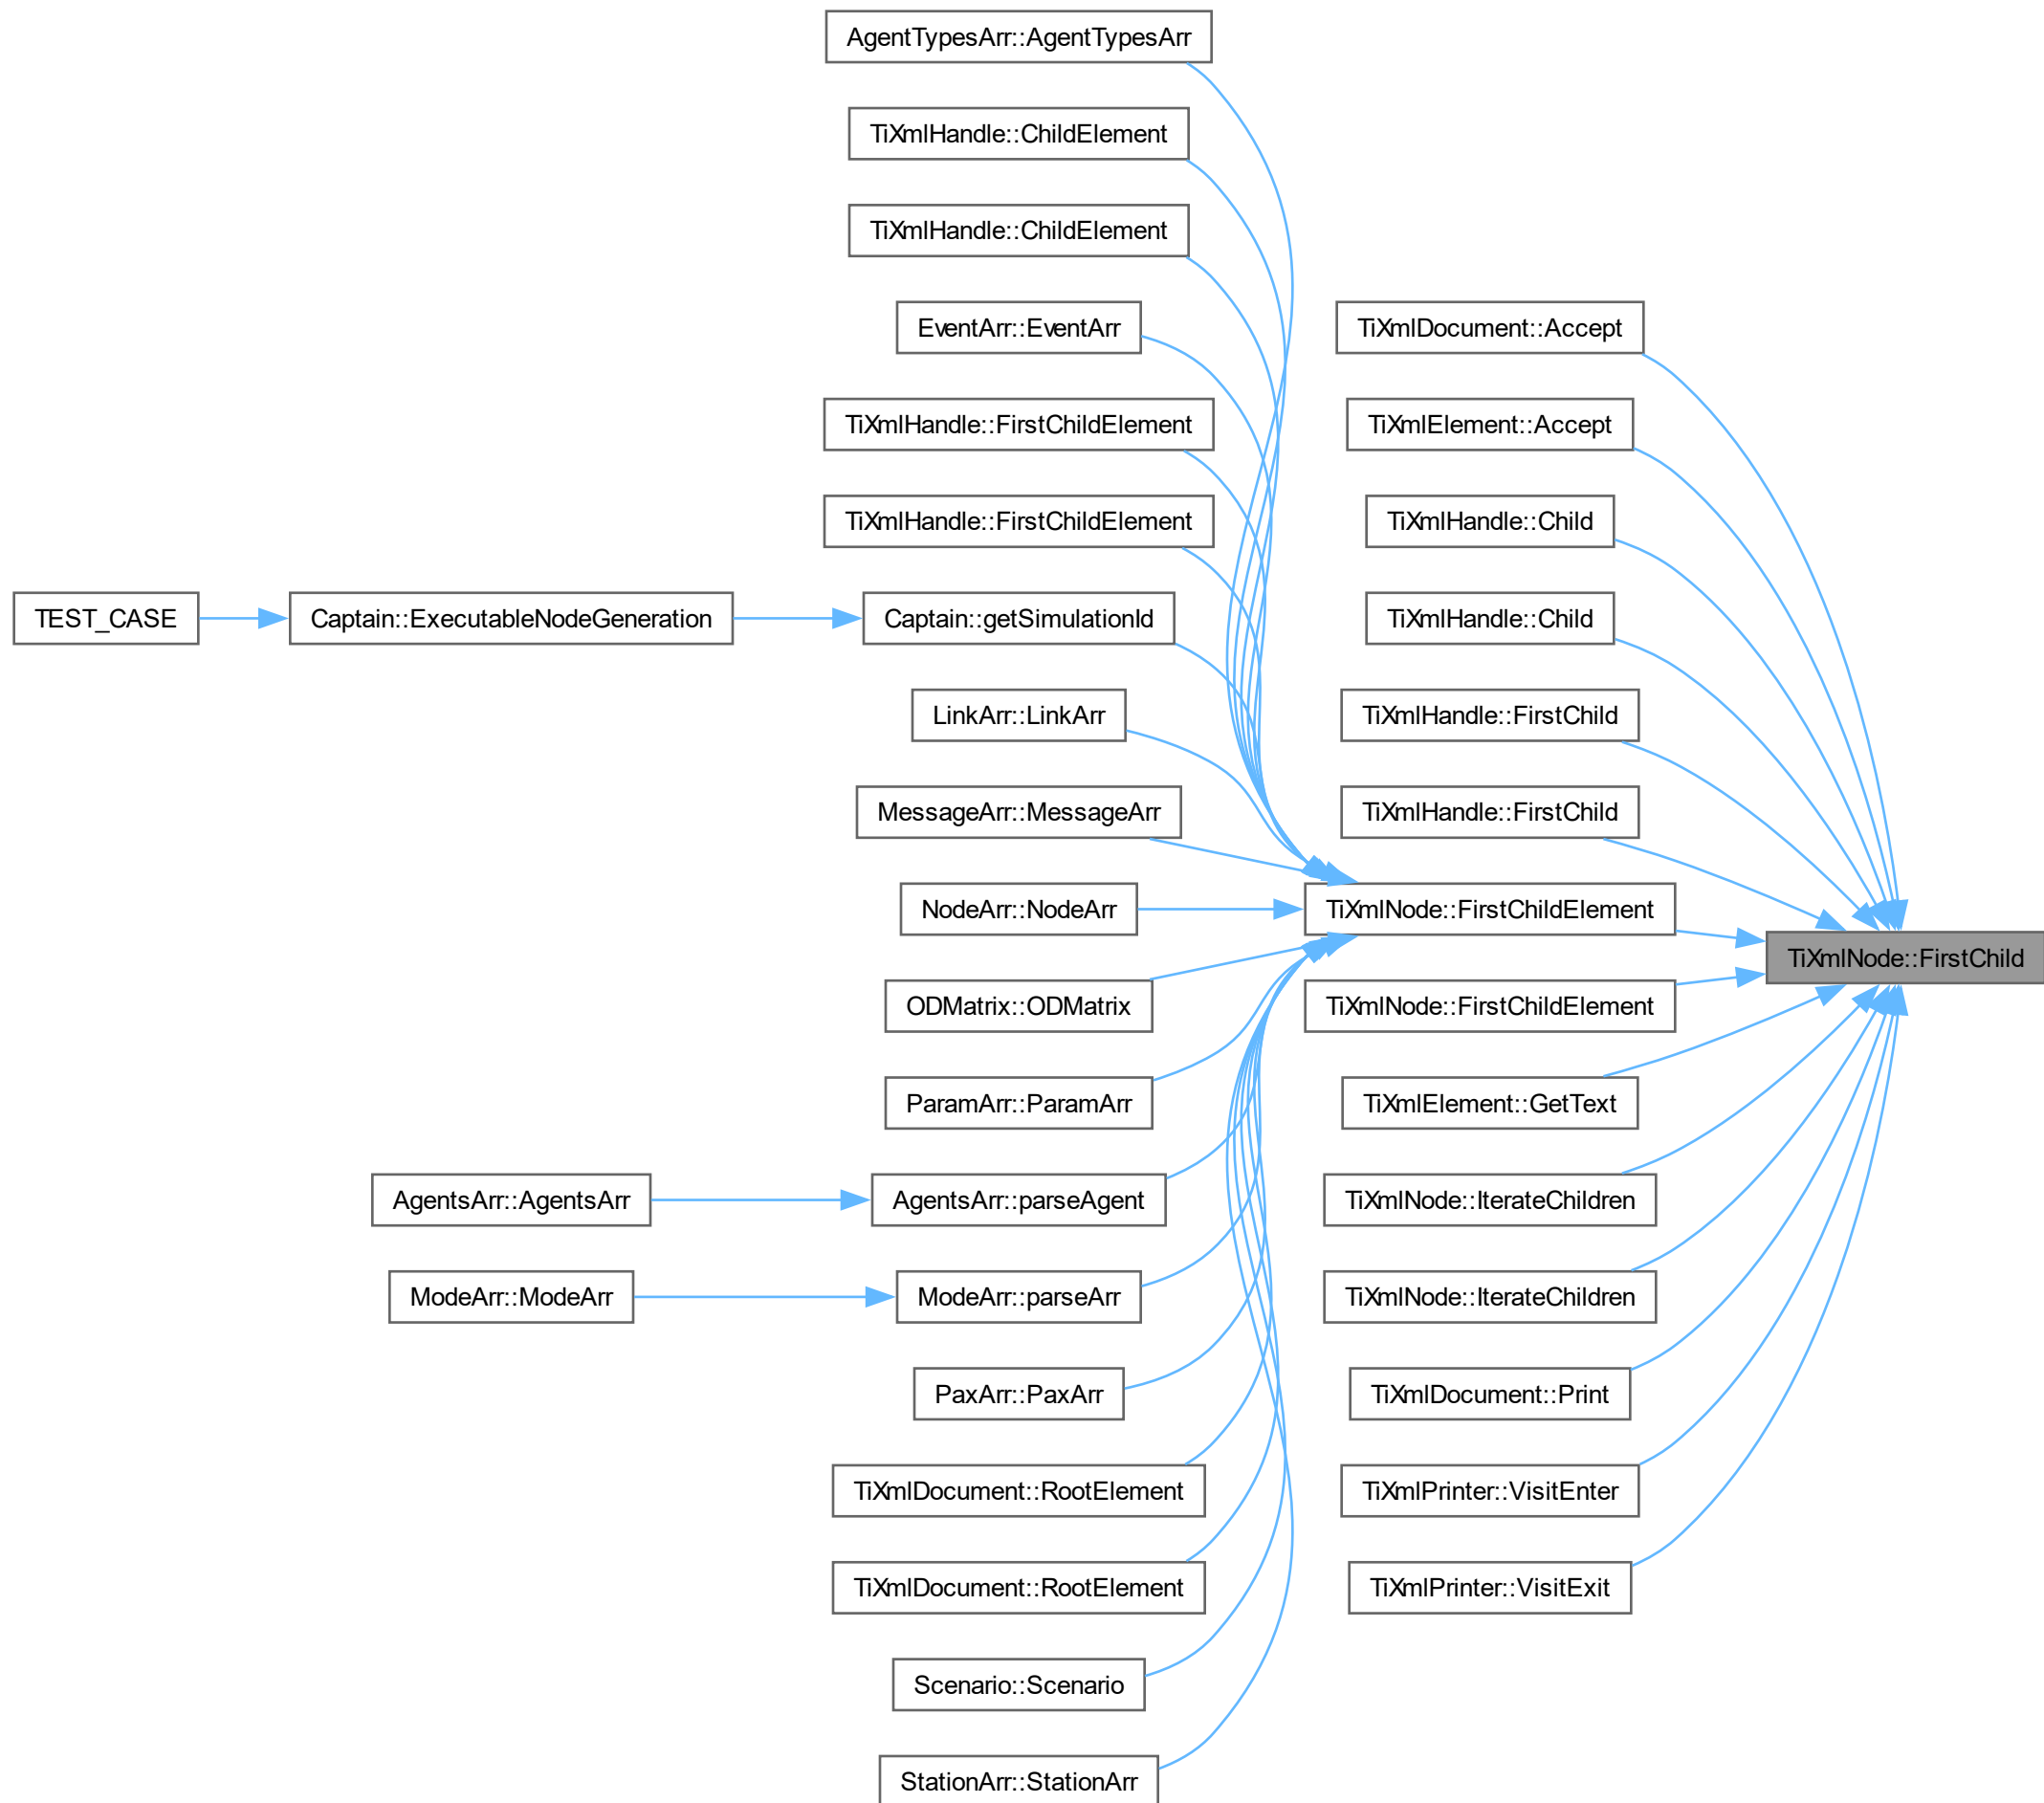 AgentTypesArr::AgentTypesArr
TiXmlHandle::ChildElement
TiXmlHandle::ChildElement
EventArr::EventArr
TiXmlDocument::Accept
TiXmlHandle::FirstChildElement
TiXmlElement::Accept
TiXmlHandle::FirstChildElement
TiXmlHandle::Child
TEST_CASE
Captain::ExecutableNodeGeneration
Captain::getSimulationId
TiXmlHandle::Child
LinkArr::LinkArr
TiXmlHandle::FirstChild
MessageArr::MessageArr
TiXmlHandle::FirstChild
NodeArr::NodeArr
TiXmlNode::FirstChildElement
TiXmlNode::FirstChild
ODMatrix::ODMatrix
TiXmlNode::FirstChildElement
ParamArr::ParamArr
TiXmlElement::GetText
AgentsArr::AgentsArr
AgentsArr::parseAgent
TiXmlNode::IterateChildren
ModeArr::ModeArr
ModeArr::parseArr
TiXmlNode::IterateChildren
PaxArr::PaxArr
TiXmlDocument::Print
TiXmlDocument::RootElement
TiXmlPrinter::VisitEnter
TiXmlDocument::RootElement
TiXmlPrinter::VisitExit
Scenario::Scenario
StationArr::StationArr